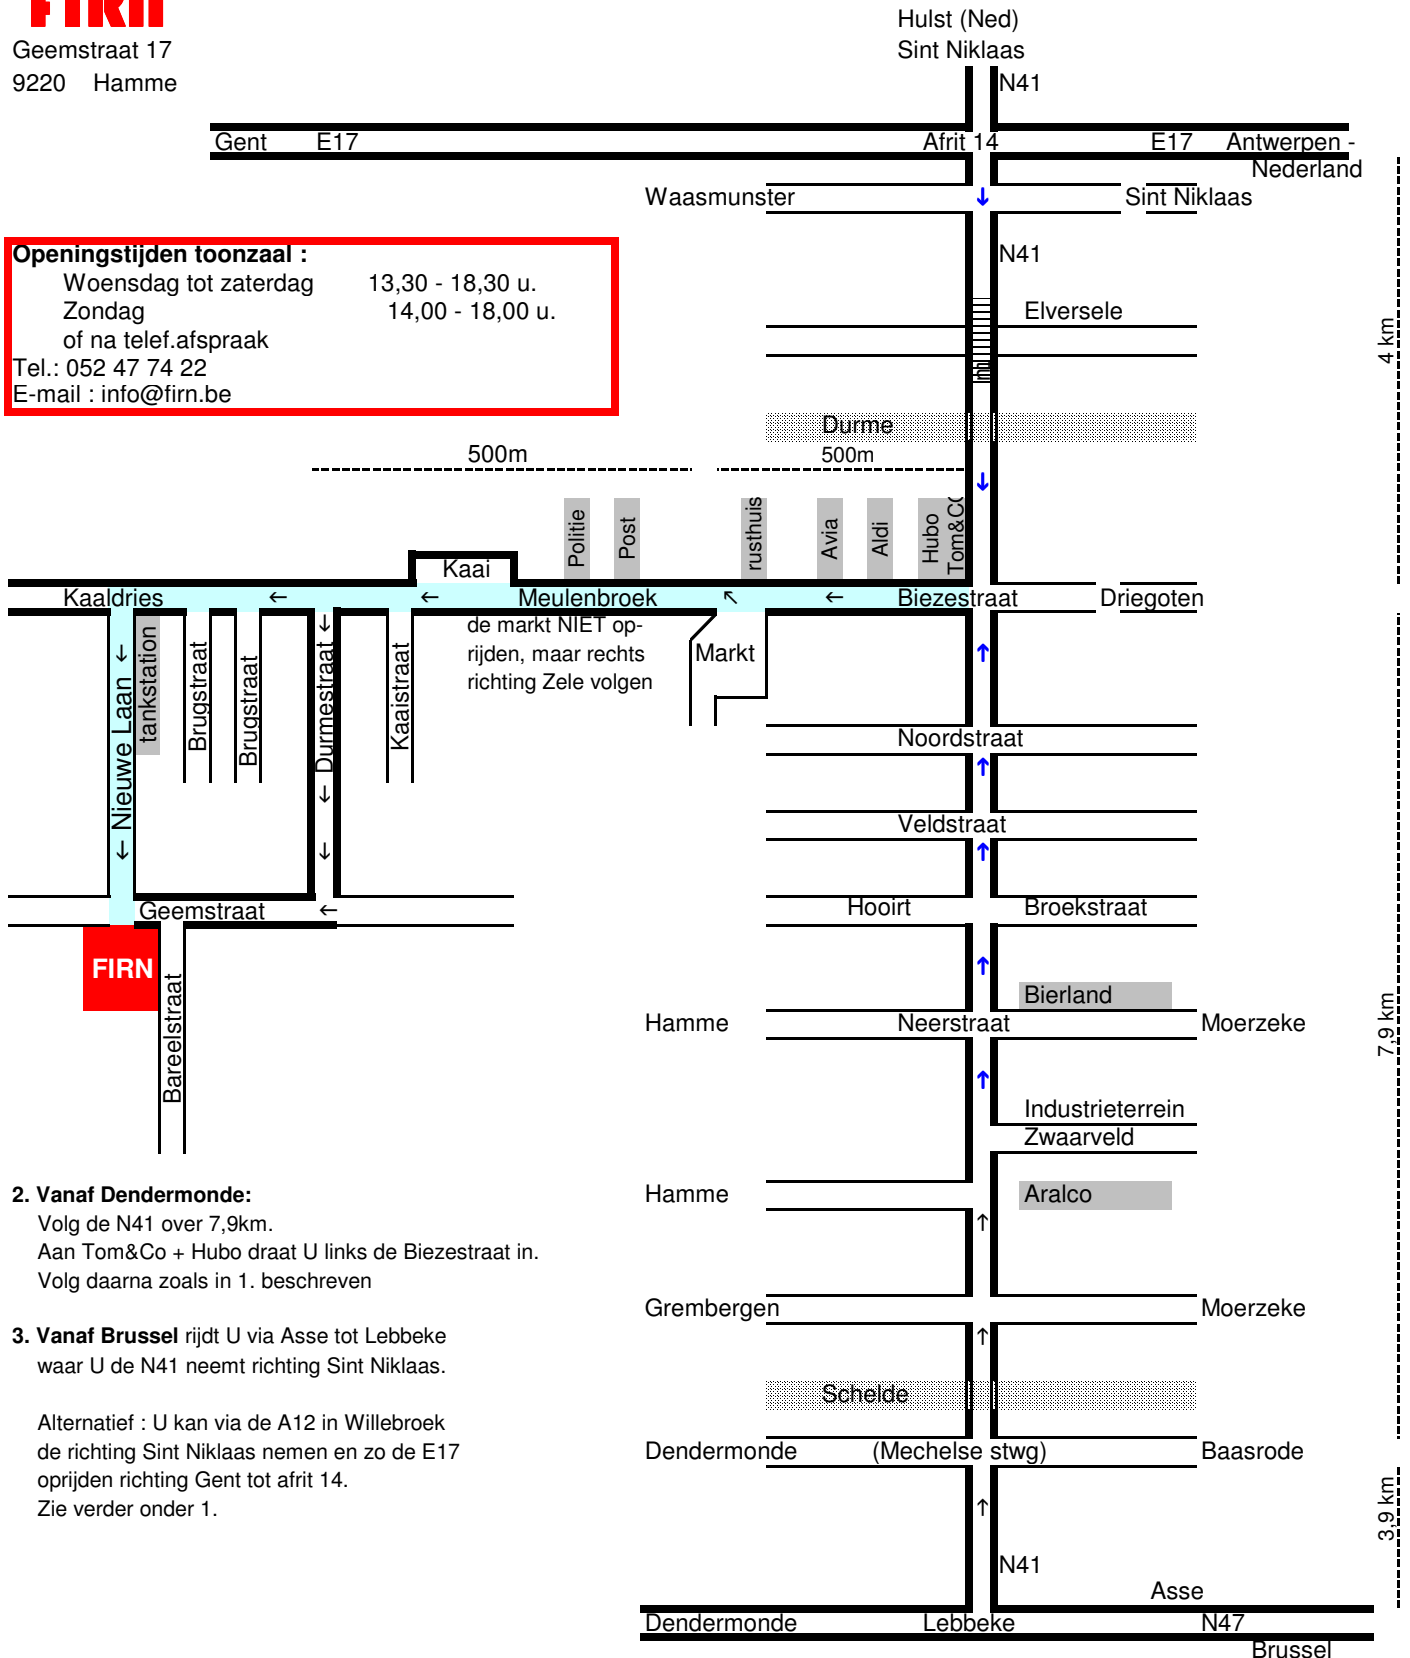 FIRN
Geemstraat 17
9220 Hamme
Hulst (Ned)
Sint Niklaas
N41
Gent E17 Afrit 14 E17 Antwerpen -
Nederland
Waasmunster Sint Niklaas
N41
Openingstijden toonzaal :
Woensdag tot zaterdag 13,30 - 18,30 u.
Zondag 14,00 - 18,00 u.
of na telef.afspraak
Tel.: 052 47 74 22
E-mail : info@firn.be
Elversele
4 km
Durme
500m 500m
Politie
Post
rusthuis
Avia
Aldi
Hubo
Tom&CO
Kaai
Kaaldries ← ← Meulenbroek ↖ ← Biezestraat Driegoten
de markt NIET op-
rijden, maar rechts
richting Zele volgen
Markt
← Nieuwe Laan ←
tankstation
Brugstraat
Brugstraat
Durmestraat
Kaaistraat
Noordstraat
Veldstraat
Geemstraat ←
Hooirt Broekstraat
FIRN
Bareelstraat
Bierland
Hamme Neerstraat Moerzeke
7,9 km
Industrieterrein
Zwaarveld
Hamme Aralco
2. Vanaf Dendermonde:
Volg de N41 over 7,9km.
Aan Tom&Co + Hubo draat U links de Biezestraat in.
Volg daarna zoals in 1. beschreven
Grembergen Moerzeke
3. Vanaf Brussel rijdt U via Asse tot Lebbeke
waar U de N41 neemt richting Sint Niklaas.
Schelde
Alternatief : U kan via de A12 in Willebroek
de richting Sint Niklaas nemen en zo de E17
oprijden richting Gent tot afrit 14.
Zie verder onder 1.
Dendermonde (Mechelse stwg) Baasrode
3,9 km
N41
Asse
Dendermonde Lebbeke N47
Brussel